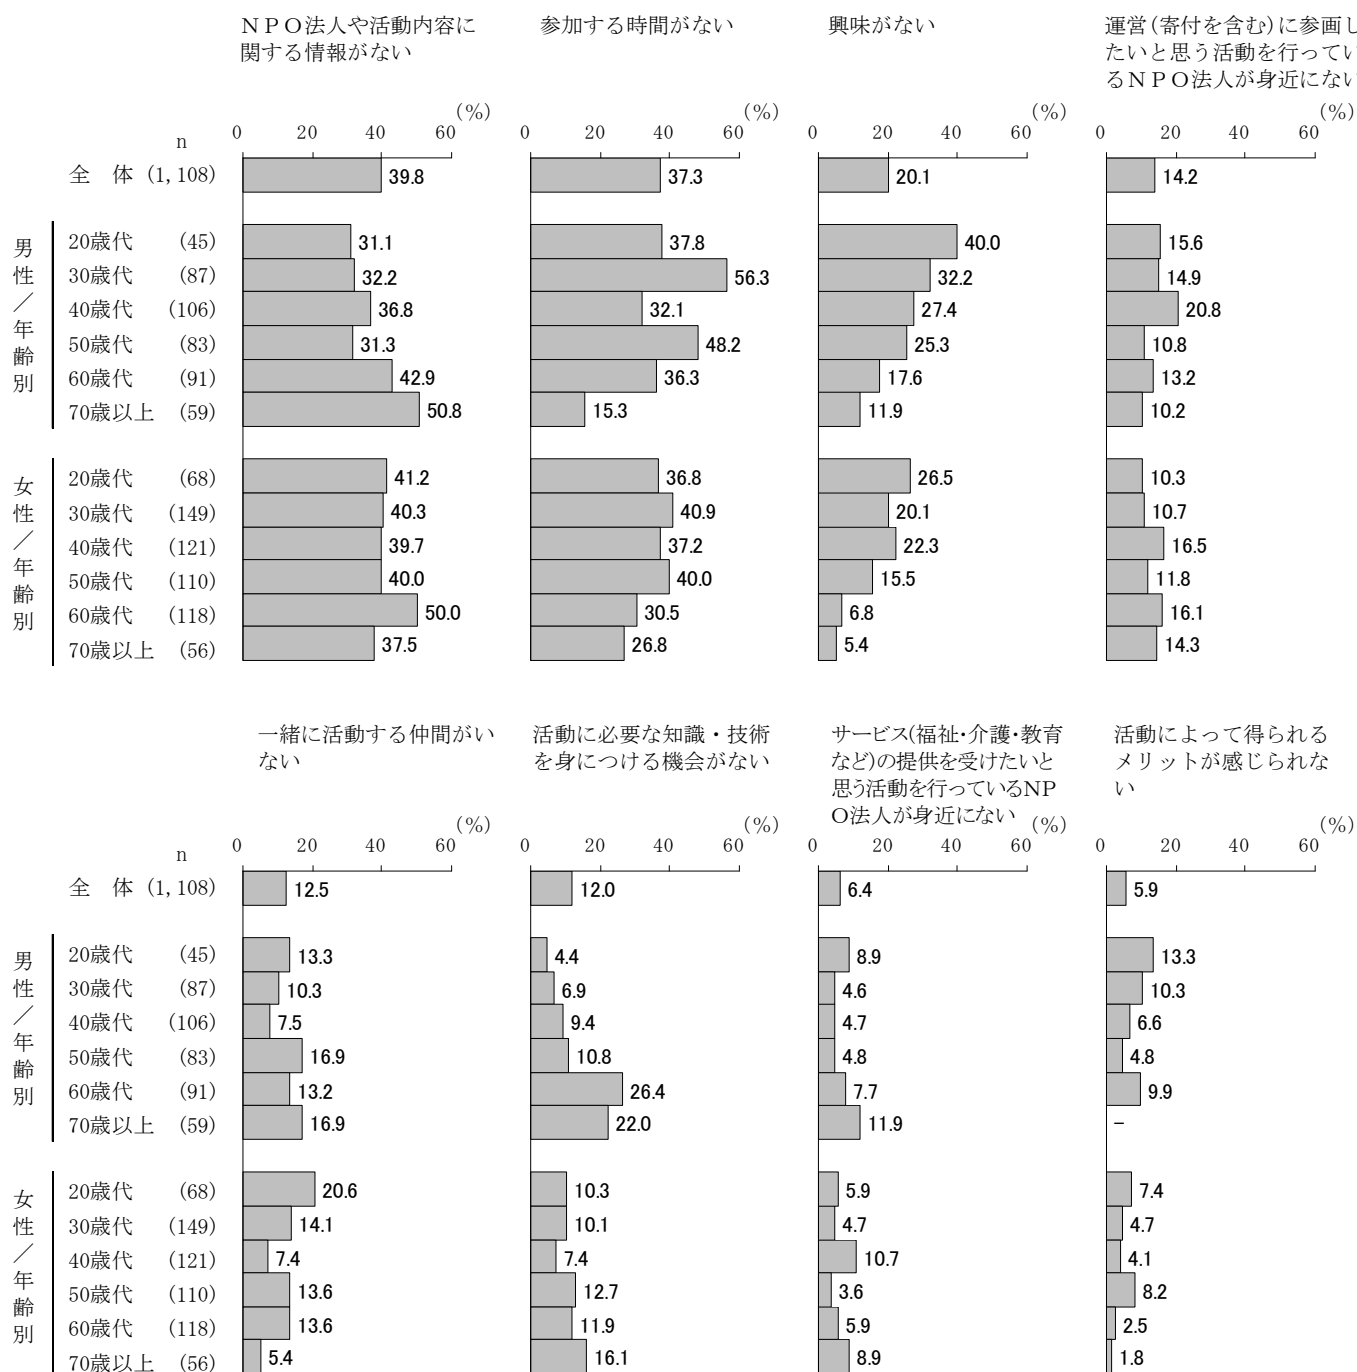 ＮＰＯ法人や活動内容に
関する情報がない
参加する時間がない
興味がない
運営（寄付を含む）に参画し
たいと思う活動を行ってい
るＮＰＯ法人が身近にない
(%) (%) (%) (%)
n 0 20 40 60 0 20 40 60 0 20 40 60 0 20 40 60
全　体 (1,108) 39.8 37.3 20.1 14.2
男性／年齢別
20歳代 (45) 31.1 37.8 40.0 15.6
30歳代 (87) 32.2 56.3 32.2 14.9
40歳代 (106) 36.8 32.1 27.4 20.8
50歳代 (83) 31.3 48.2 25.3 10.8
60歳代 (91) 42.9 36.3 17.6 13.2
70歳以上 (59) 50.8 15.3 11.9 10.2
女性／年齢別
20歳代 (68) 41.2 36.8 26.5 10.3
30歳代 (149) 40.3 40.9 20.1 10.7
40歳代 (121) 39.7 37.2 22.3 16.5
50歳代 (110) 40.0 40.0 15.5 11.8
60歳代 (118) 50.0 30.5 6.8 16.1
70歳以上 (56) 37.5 26.8 5.4 14.3
一緒に活動する仲間がい
ない
活動に必要な知識・技術
を身につける機会がない
サービス(福祉・介護・教育
など)の提供を受けたいと
思う活動を行っているNP
O法人が身近にない
活動によって得られる
メリットが感じられな
い
(%) (%) (%) (%)
n 0 20 40 60 0 20 40 60 0 20 40 60 0 20 40 60
全　体 (1,108) 12.5 12.0 6.4 5.9
男性／年齢別
20歳代 (45) 13.3 4.4 8.9 13.3
30歳代 (87) 10.3 6.9 4.6 10.3
40歳代 (106) 7.5 9.4 4.7 6.6
50歳代 (83) 16.9 10.8 4.8 4.8
60歳代 (91) 13.2 26.4 7.7 9.9
70歳以上 (59) 16.9 22.0 11.9 －
女性／年齢別
20歳代 (68) 20.6 10.3 5.9 7.4
30歳代 (149) 14.1 10.1 4.7 4.7
40歳代 (121) 7.4 7.4 10.7 4.1
50歳代 (110) 13.6 12.7 3.6 8.2
60歳代 (118) 13.6 11.9 5.9 2.5
70歳以上 (56) 5.4 16.1 8.9 1.8